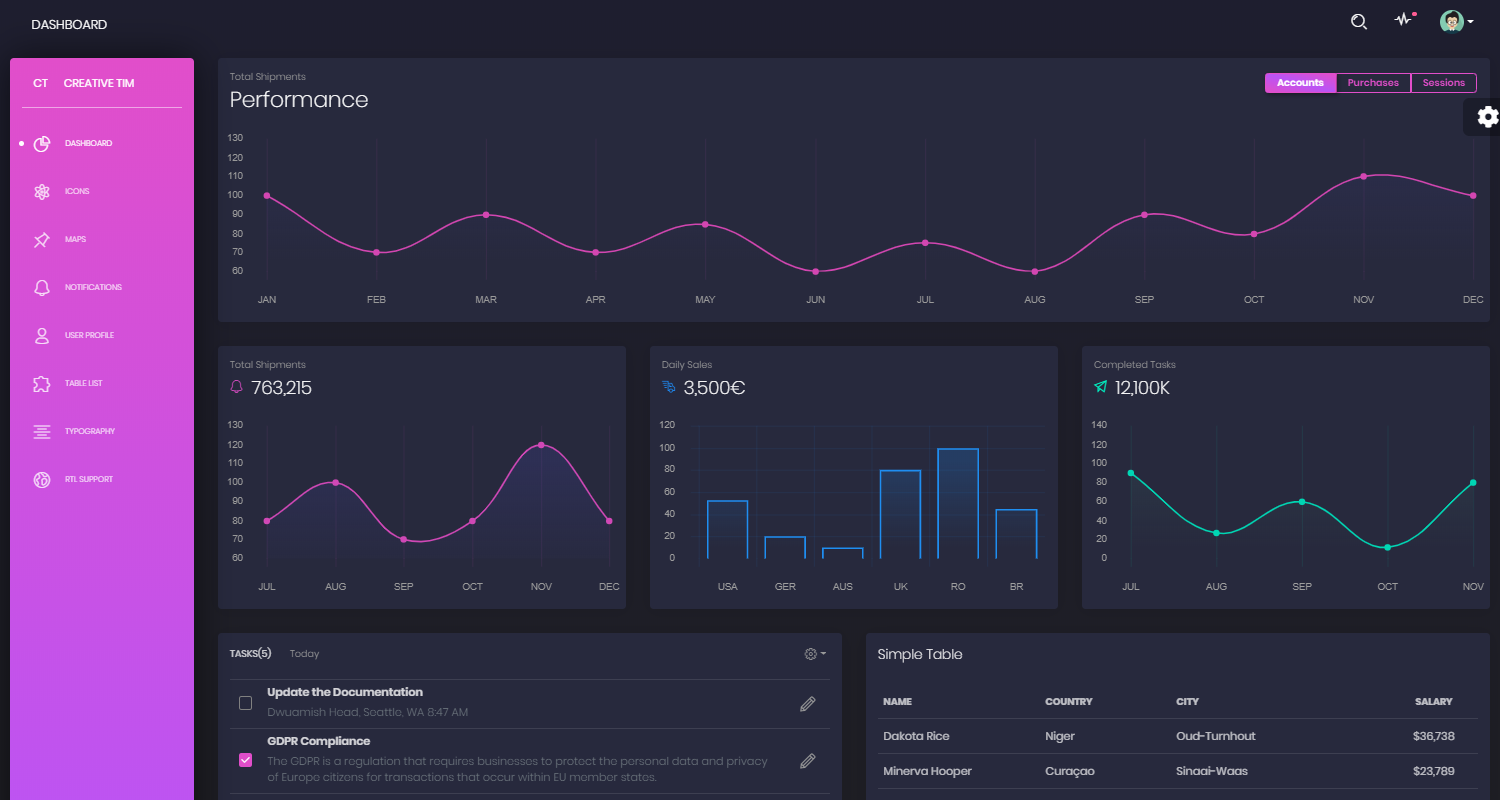 DASHBOARD
CT CREATIVE TIM
DASHBOARD
ICONS
MAPS
NOTIFICATIONS
USER PROFILE
TABLE LIST
TYPOGRAPHY
RTL SUPPORT
Total Shipments
Performance
Accounts Purchases Sessions
130
120
110
100
90
80
70
60
JAN FEB MAR APR MAY JUN JUL AUG SEP OCT NOV DEC
Total Shipments
763,215
130
120
110
100
90
80
70
60
JUL AUG SEP OCT NOV DEC
Daily Sales
3,500€
120
100
80
60
40
20
0
USA GER AUS UK RO BR
Completed Tasks
12,100K
140
120
100
80
60
40
20
0
JUL AUG SEP OCT NOV
TASKS(5) Today
Update the Documentation
Dwuamish Head, Seattle, WA 8:47 AM
GDPR Compliance
The GDPR is a regulation that requires businesses to protect the personal data and privacy
of Europe citizens for transactions that occur within EU member states.
Simple Table
NAME COUNTRY CITY SALARY
Dakota Rice Niger Oud-Turnhout $36,738
Minerva Hooper Curaçao Sinaai-Waas $23,789